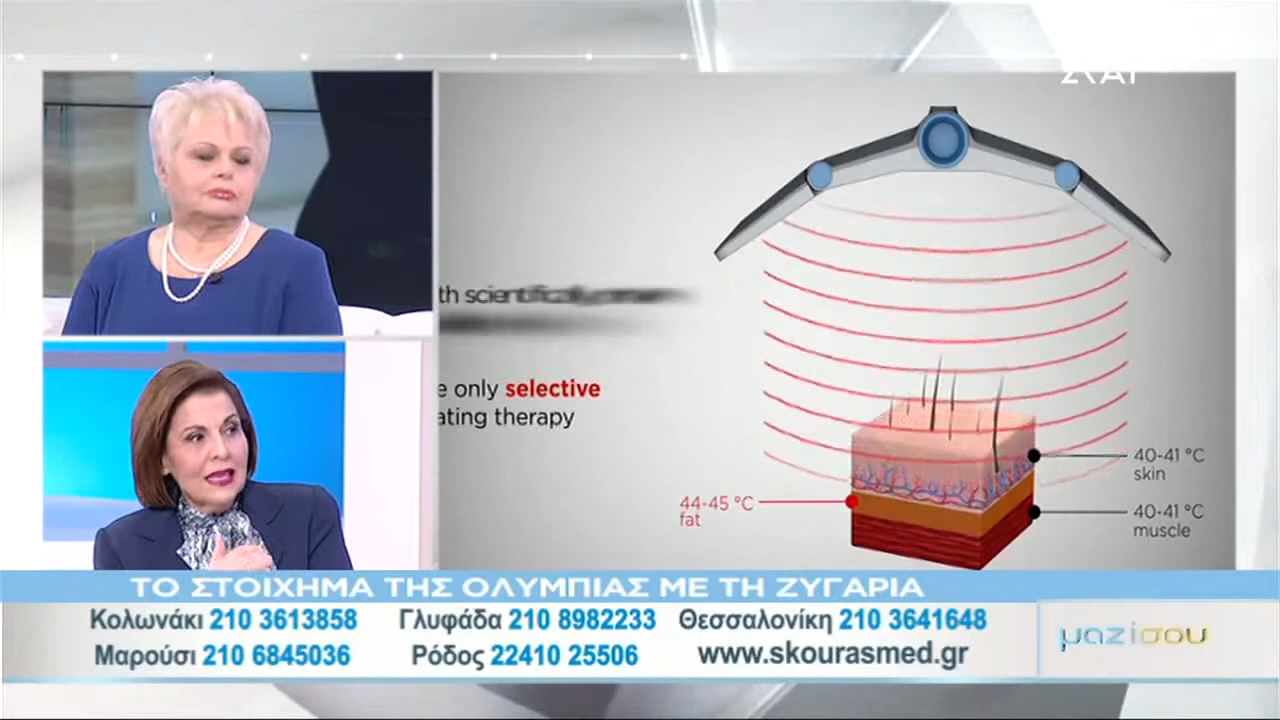 ΣΚΑΪ
th scientifically
e only selective
ating therapy
40-41 °C
skin
44-45 °C
fat
40-41 °C
muscle
ΤΟ ΣΤΟΙΧΗΜΑ ΤΗΣ ΟΛΥΜΠΙΑΣ ΜΕ ΤΗ ΖΥΓΑΡΙΑ
Κολωνάκι 210 3613858 Γλυφάδα 210 8982233 Θεσσαλονίκη 210 3641648
Μαρούσι 210 6845036 Ρόδος 22410 25506 www.skourasmed.gr
μαζί σου